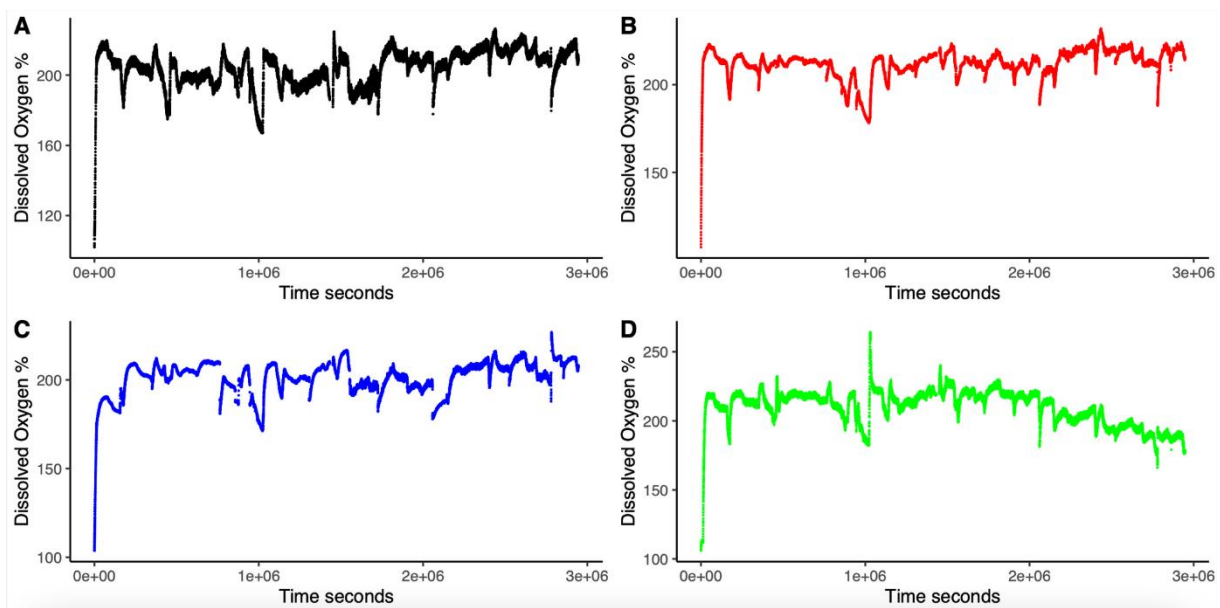 A
Dissolved Oxygen %
200
160
120
0e+00 1e+06 2e+06 3e+06
Time seconds
B
Dissolved Oxygen %
200
150
0e+00 1e+06 2e+06 3e+06
Time seconds
C
Dissolved Oxygen %
200
150
100
0e+00 1e+06 2e+06 3e+06
Time seconds
D
Dissolved Oxygen %
250
200
150
100
0e+00 1e+06 2e+06 3e+06
Time seconds